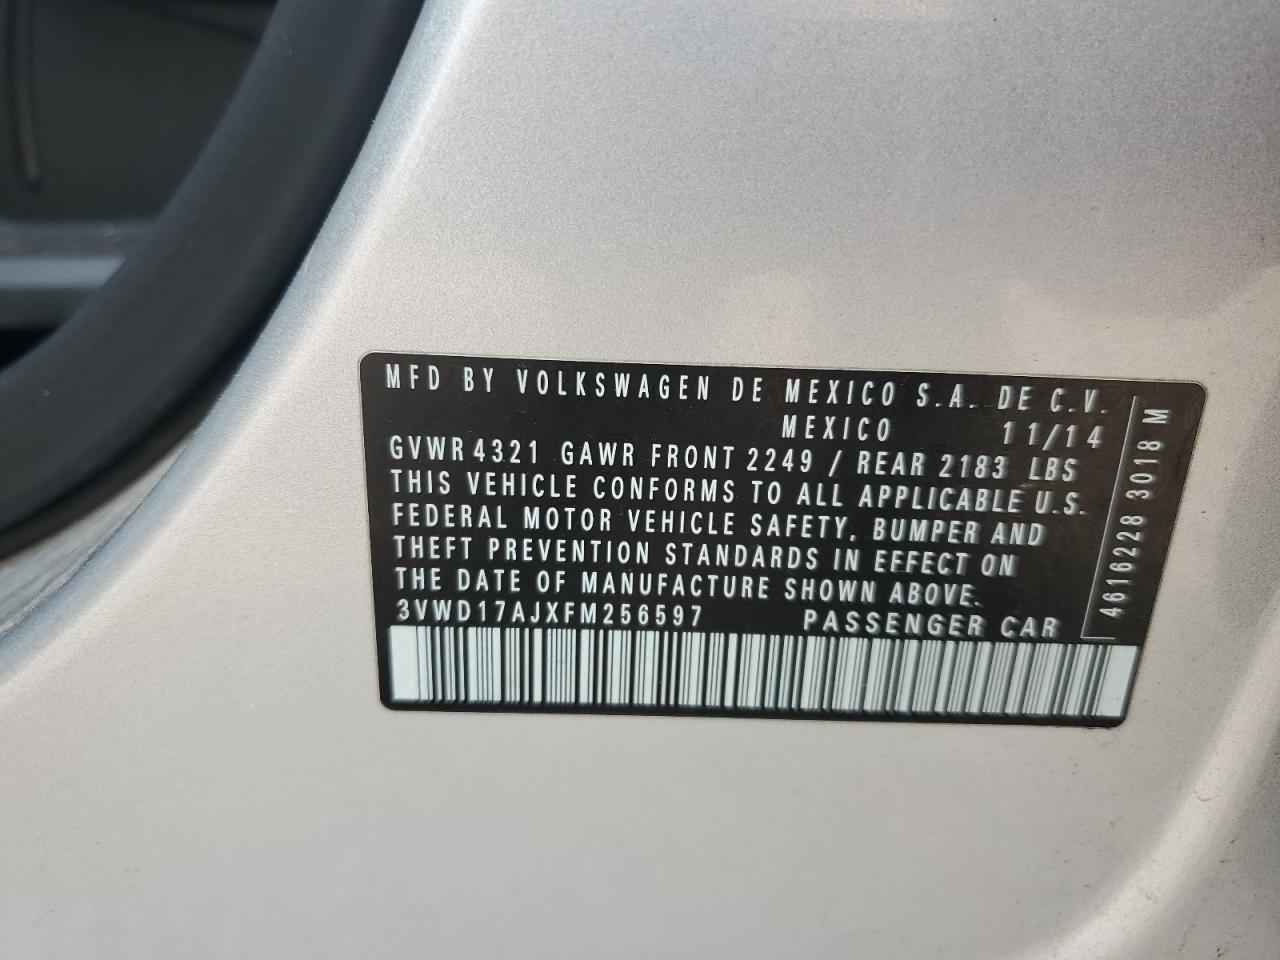 MFD BY VOLKSWAGEN DE MEXICO S.A. DE C.V.
MEXICO 11/14
GVWR 4321 GAWR FRONT 2249 / REAR 2183 LBS
THIS VEHICLE CONFORMS TO ALL APPLICABLE U.S.
FEDERAL MOTOR VEHICLE SAFETY, BUMPER AND
THEFT PREVENTION STANDARDS IN EFFECT ON
THE DATE OF MANUFACTURE SHOWN ABOVE.
3VWD17AJXFM256597 PASSENGER CAR
4616228 3018 M